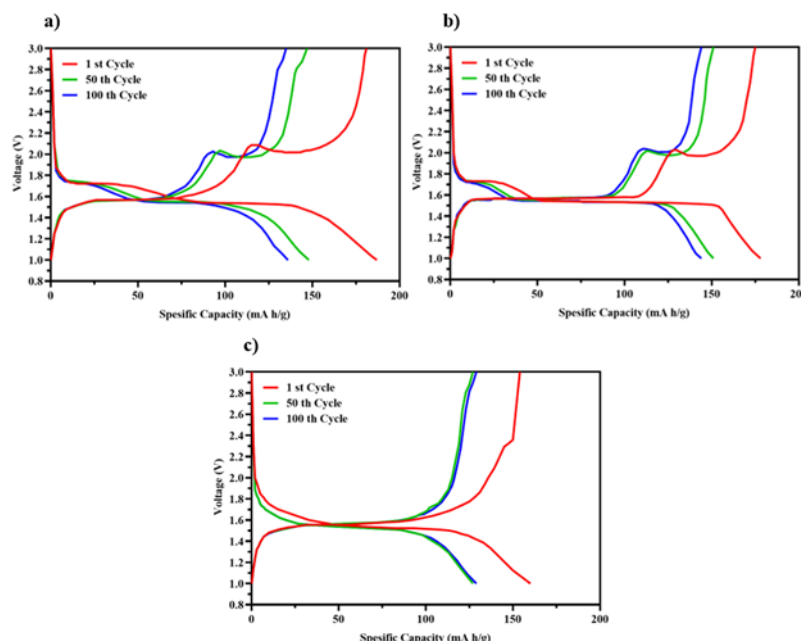 a)
3.0
2.8
2.6
2.4
2.2
2.0
1.8
1.6
1.4
1.2
1.0
0.8
Voltage (V)
1 st Cycle
50 th Cycle
100 th Cycle
0 50 100 150 200
Spesific Capacity (mA h/g)
b)
3.0
2.8
2.6
2.4
2.2
2.0
1.8
1.6
1.4
1.2
1.0
0.8
Voltage (V)
1 st Cycle
50 th Cycle
100 th Cycle
0 50 100 150 200
Spesific Capacity (mA h/g)
c)
3.0
2.8
2.6
2.4
2.2
2.0
1.8
1.6
1.4
1.2
1.0
0.8
Voltage (V)
1 st Cycle
50 th Cycle
100 th Cycle
0 50 100 150 200
Spesific Capacity (mA h/g)